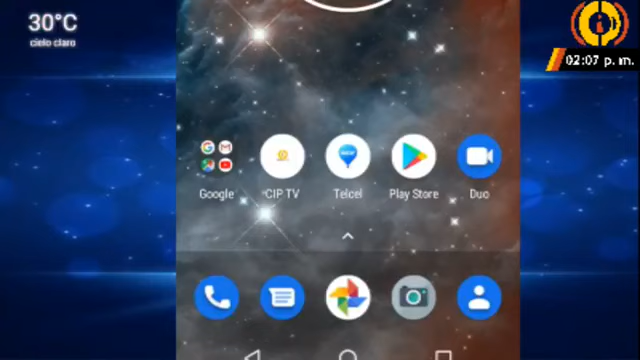 30°C
cielo claro
02:07 p. m.
Google
CIP TV
Telcel
Play Store
Duo